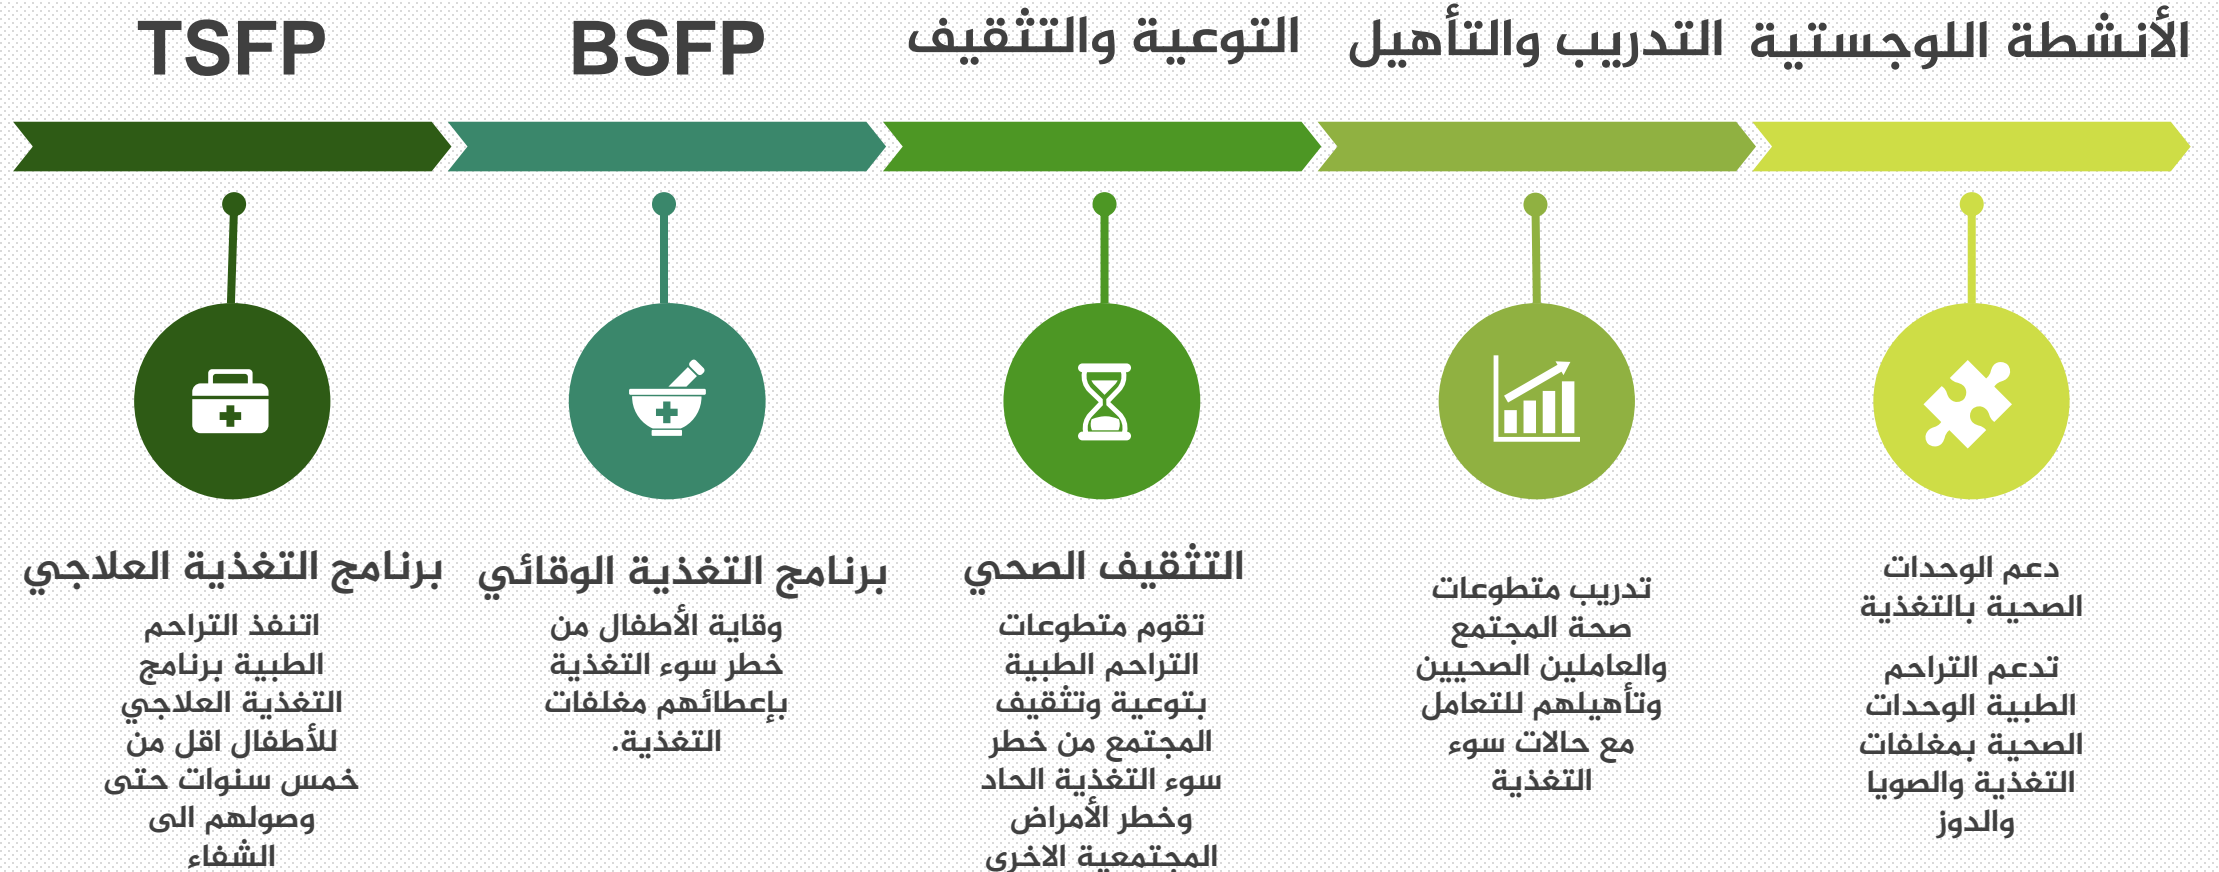 TSFP
BSFP
التوعية والتثقيف
التدريب والتأهيل
الأنشطة اللوجستية
برنامج التغذية العلاجي
اتنفذ التراحم
الطبية برنامج
التغذية العلاجي
للأطفال اقل من
خمس سنوات حتى
وصولهم الى
الشفاء
برنامج التغذية الوقائي
وقاية الأطفال من
خطر سوء التغذية
بإعطائهم مغلفات
التغذية.
التثقيف الصحي
تقوم متطوعات
التراحم الطبية
بتوعية وتثقيف
المجتمع من خطر
سوء التغذية الحاد
وخطر الأمراض
المجتمعية الاخرى
تدريب متطوعات
صحة المجتمع
والعاملين الصحيين
وتأهيلهم للتعامل
مع حالات سوء
التغذية
دعم الوحدات
الصحية بالتغذية
تدعم التراحم
الطبية الوحدات
الصحية بمغلفات
التغذية والصويا
والدوز